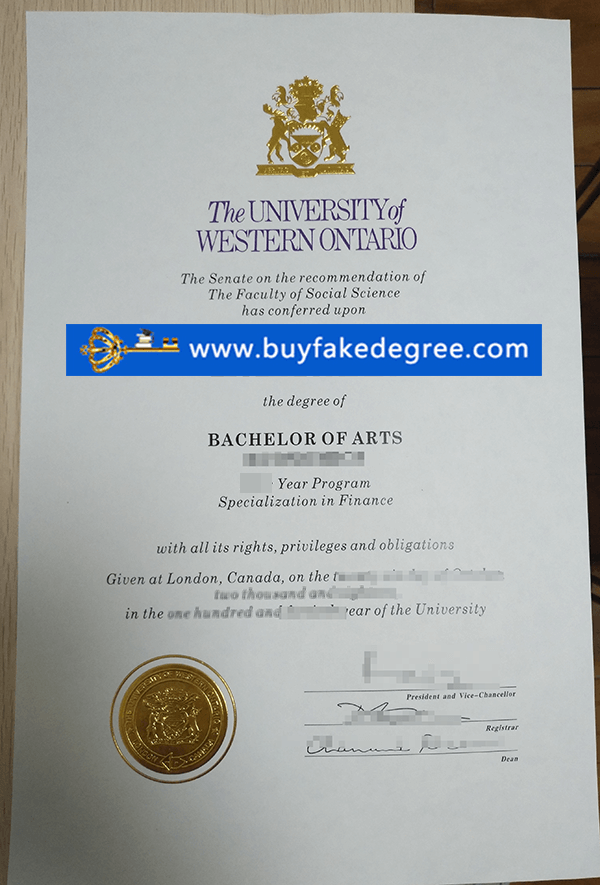 The UNIVERSITY of
WESTERN ONTARIO
The Senate on the recommendation of
The Faculty of Social Science
has conferred upon
www.buyfakedegree.com
the degree of
BACHELOR OF ARTS
Year Program
Specialization in Finance
with all its rights, privileges and obligations
Given at London, Canada, on the
two thousand and
in the one hundred and year of the University
President and Vice-Chancellor
Registrar
Dean